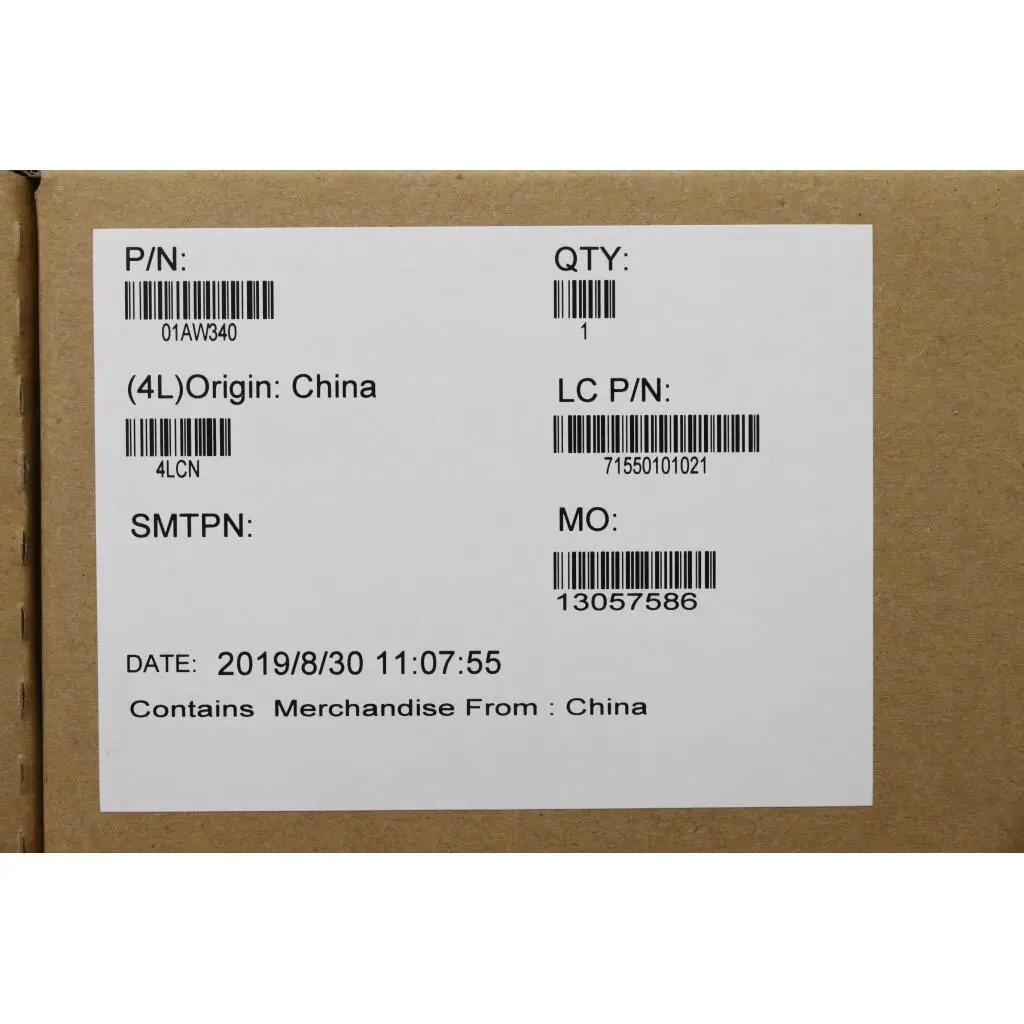 P/N:
01AW340
QTY:
1
(4L)Origin: China
4LCN
LC P/N:
71550101021
SMTPN:
MO:
13057586
DATE: 2019/8/30 11:07:55
Contains Merchandise From : China